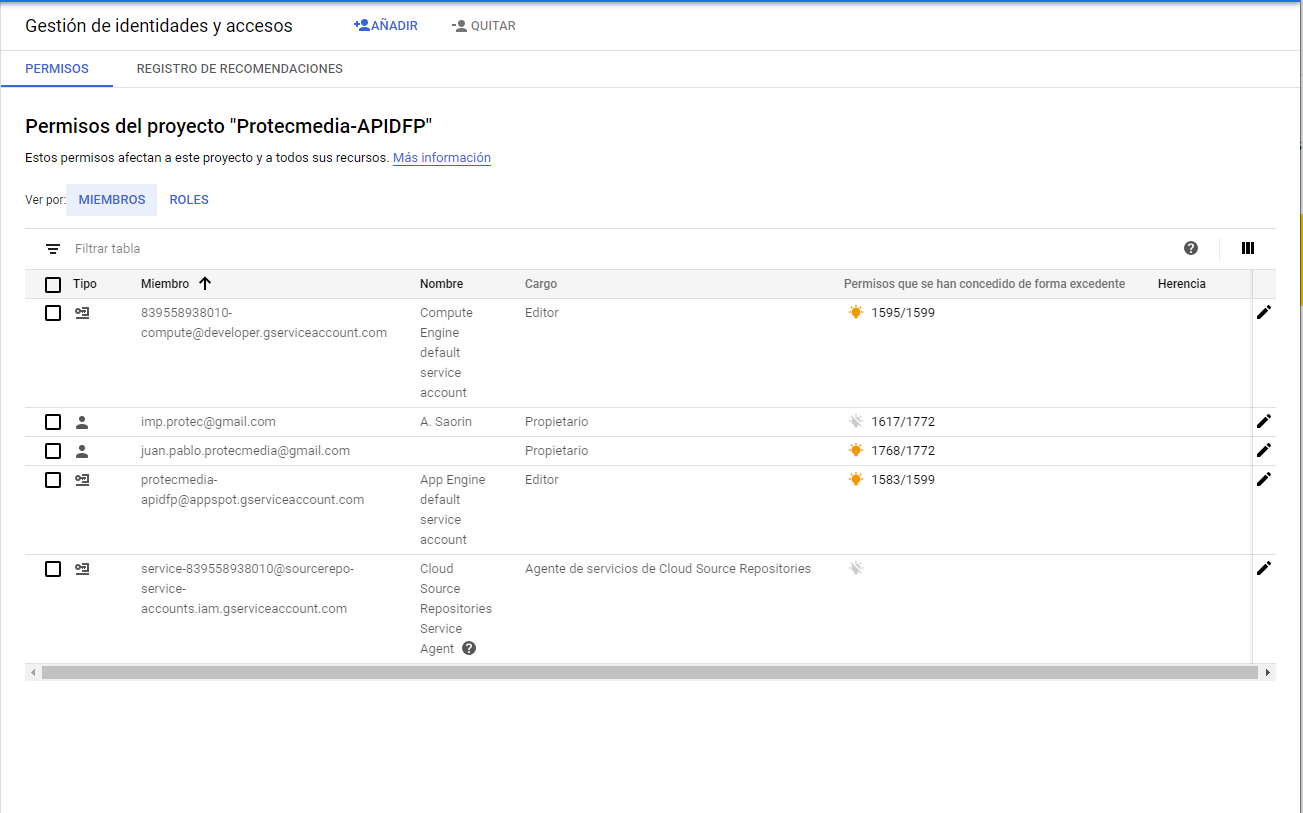 Gestión de identidades y accesos
AÑADIR
QUITAR
PERMISOS
REGISTRO DE RECOMENDACIONES
Permisos del proyecto "Protecmedia-APIDFP"
Estos permisos afectan a este proyecto y a todos sus recursos. Más información
Ver por: MIEMBROS ROLES
Filtrar tabla
Tipo Miembro Nombre Cargo Permisos que se han concedido de forma excedente Herencia
839558938010- Compute Editor 1595/1599
compute@developer.gserviceaccount.com Engine
default
service
account
imp.protec@gmail.com A. Saorin Propietario 1617/1772
juan.pablo.protecmedia@gmail.com Propietario 1768/1772
protecmedia- App Engine Editor 1583/1599
apidfp@appspot.gserviceaccount.com default
service
account
service-839558938010@sourcerepo- Cloud Agente de servicios de Cloud Source Repositories
service- Source
accounts.iam.gserviceaccount.com Repositories
Service
Agent